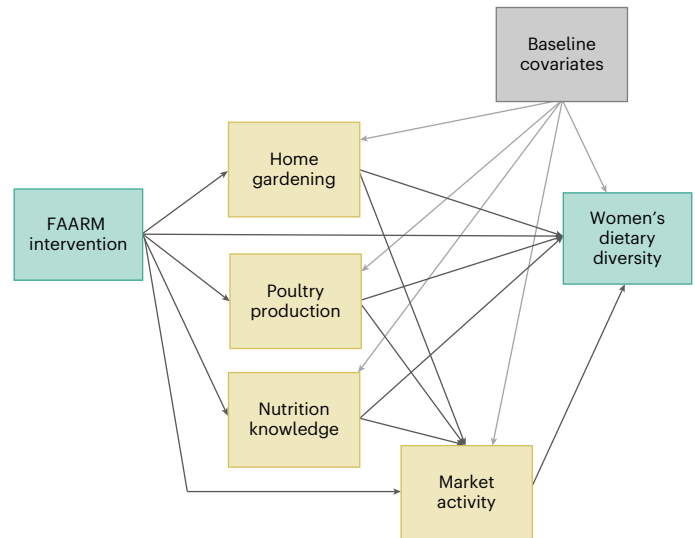 Baseline
covariates
Home
gardening
FAARM
intervention
Women's
dietary
diversity
Poultry
production
Nutrition
knowledge
Market
activity